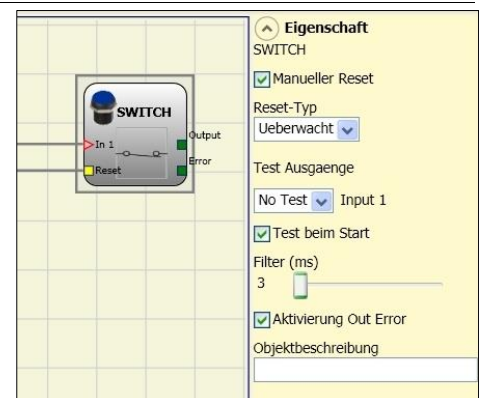 SWITCH
In 1
Reset
Output
Error
Eigenschaft
SWITCH
Manueller Reset
Reset-Typ
Ueberwacht
Test Ausgaenge
No Test Input 1
Test beim Start
Filter (ms)
3
Aktivierung Out Error
Objektbeschreibung